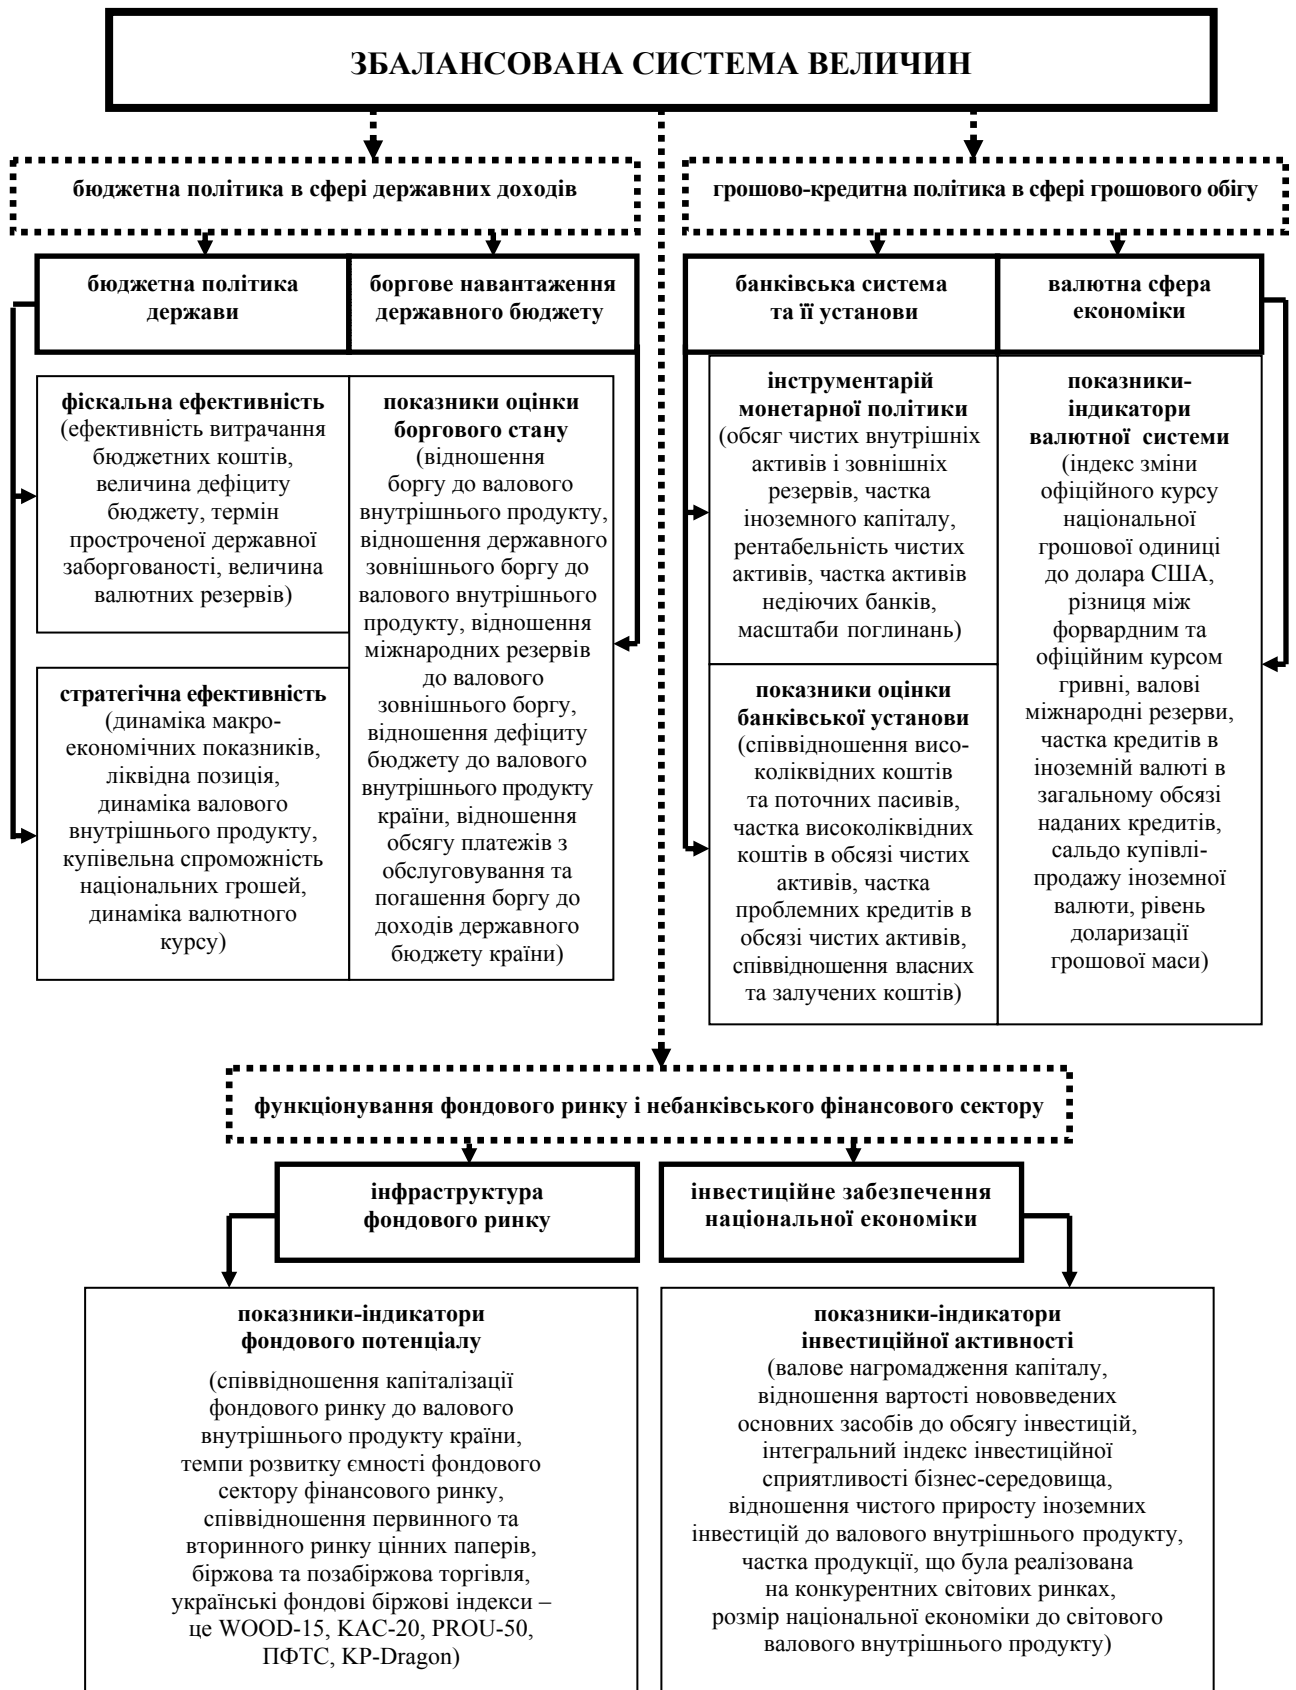 ЗБАЛАНСОВАНА СИСТЕМА ВЕЛИЧИН
бюджетна політика в сфері державних доходів
грошово-кредитна політика в сфері грошового обігу
бюджетна політика
держави
боргове навантаження
державного бюджету
банківська система
та її установи
валютна сфера
економіки
фіскальна ефективність
(ефективність витрачання
бюджетних коштів,
величина дефіциту
бюджету, термін
простроченої державної
заборгованості, величина
валютних резервів)
стратегічна ефективність
(динаміка макро-
економічних показників,
ліквідна позиція,
динаміка валового
внутрішнього продукту,
купівельна спроможність
національних грошей,
динаміка валютного
курсу)
показники оцінки
боргового стану
(відношення
боргу до валового
внутрішнього продукту,
відношення державного
зовнішнього боргу до
валового внутрішнього
продукту, відношення
міжнародних резервів
до валового
зовнішнього боргу,
відношення дефіциту
бюджету до валового
внутрішнього продукту
країни, відношення
обсягу платежів з
обслуговування та
погашення боргу до
доходів державного
бюджету країни)
інструментарій
монетарної політики
(обсяг чистих внутрішніх
активів і зовнішніх
резервів, частка
іноземного капіталу,
рентабельність чистих
активів, частка активів
недіючих банків,
масштаби поглинань)
показники оцінки
банківської установи
(співвідношення висо-
коліквідних коштів
та поточних пасивів,
частка високоліквідних
коштів в обсязі чистих
активів, частка
проблемних кредитів в
обсязі чистих активів,
співвідношення власних
та залучених коштів)
показники-
індикатори
валютної системи
(індекс зміни
офіційного курсу
національної
грошової одиниці
до долара США,
різниця між
форвардним та
офіційним курсом
гривні, валові
міжнародні резерви,
частка кредитів в
іноземній валюті в
загальному обсязі
наданих кредитів,
сальдо купівлі-
продажу іноземної
валюти, рівень
доларизації
грошової маси)
функціонування фондового ринку і небанківського фінансового сектору
інфраструктура
фондового ринку
інвестиційне забезпечення
національної економіки
показники-індикатори
фондового потенціалу
(співвідношення капіталізації
фондового ринку до валового
внутрішнього продукту країни,
темпи розвитку ємності фондового
сектору фінансового ринку,
співвідношення первинного та
вторинного ринку цінних паперів,
біржова та позабіржова торгівля,
українські фондові біржові індекси –
це WOOD-15, KAC-20, PROU-50,
ПФТС, KP-Dragon)
показники-індикатори
інвестиційної активності
(валове нагромадження капіталу,
відношення вартості нововведених
основних засобів до обсягу інвестицій,
інтегральний індекс інвестиційної
сприятливості бізнес-середовища,
відношення чистого приросту іноземних
інвестицій до валового внутрішнього продукту,
частка продукції, що була реалізована
на конкурентних світових ринках,
розмір національної економіки до світового
валового внутрішнього продукту)